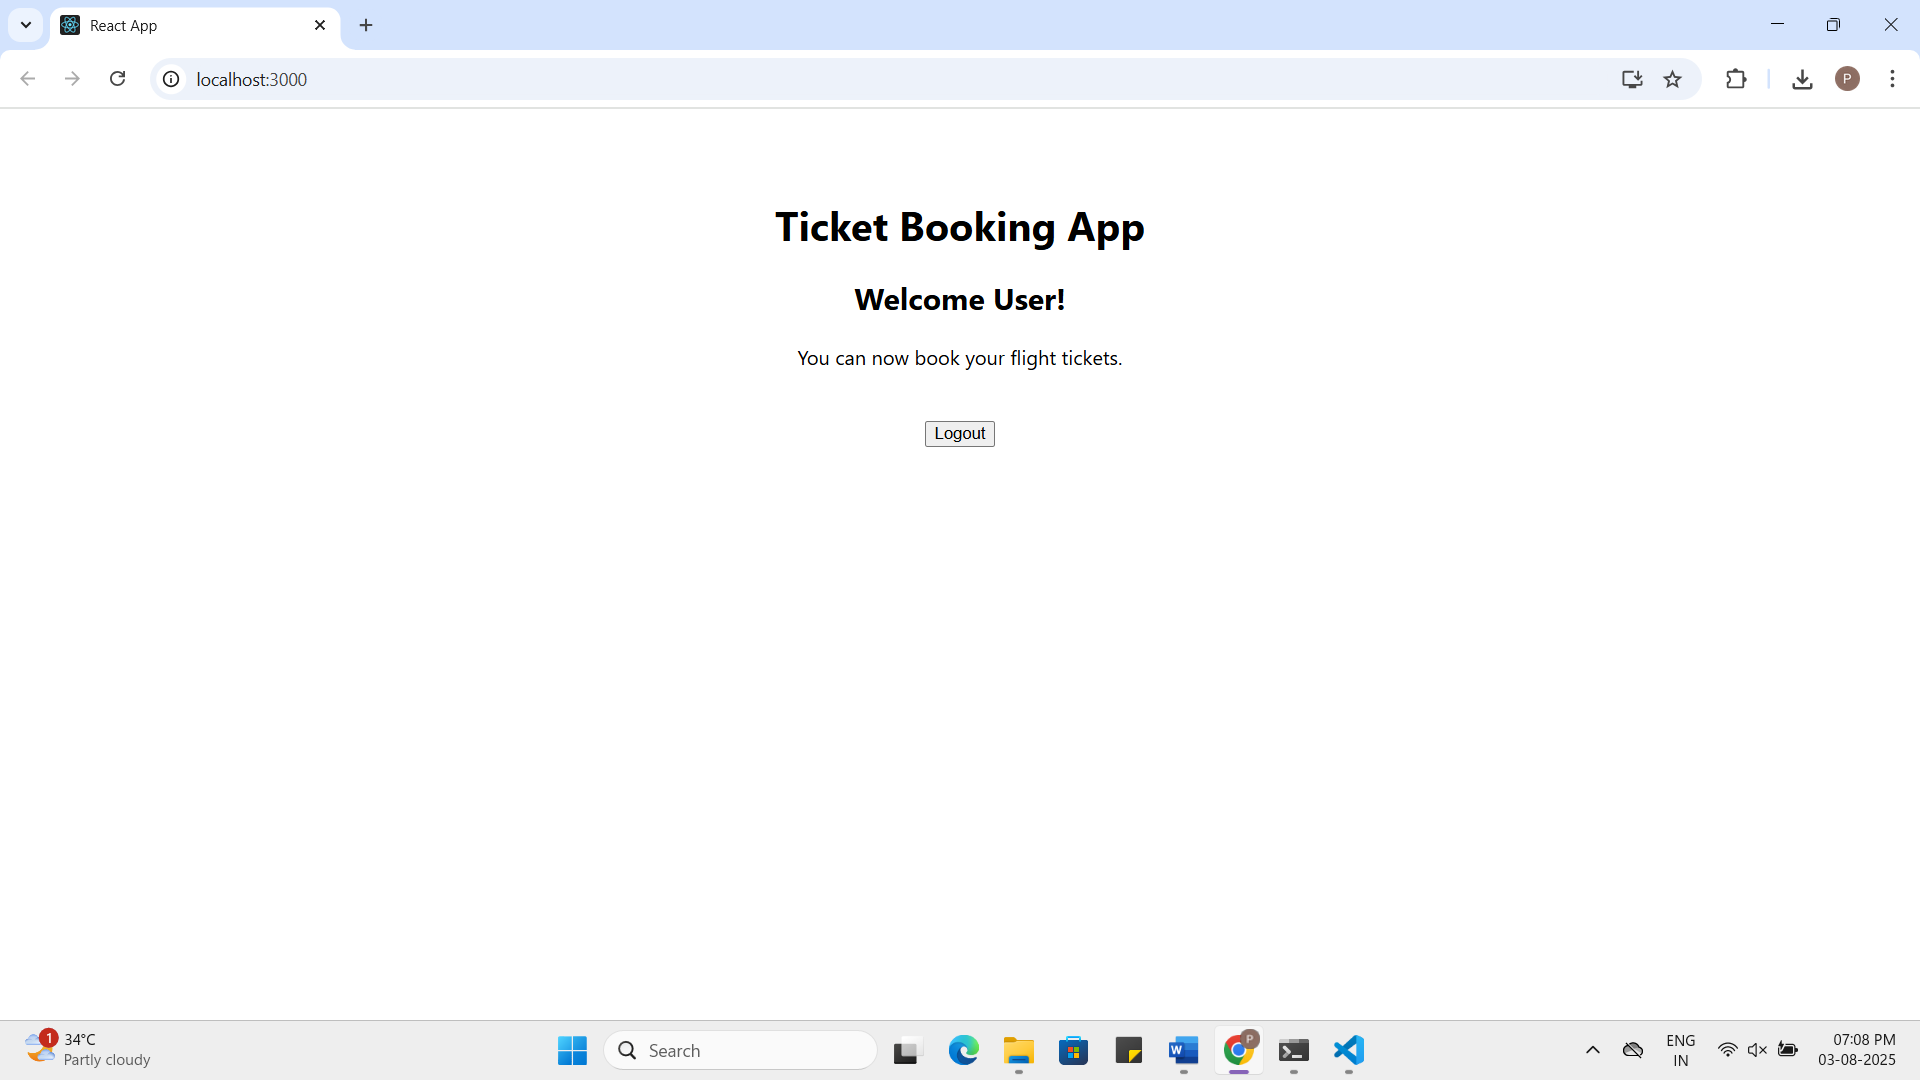 React App
localhost:3000
P
Ticket Booking App
Welcome User!
You can now book your flight tickets.
Logout
1
34°C
Partly cloudy
Search
W
P
ENG
IN
07:08 PM
03-08-2025